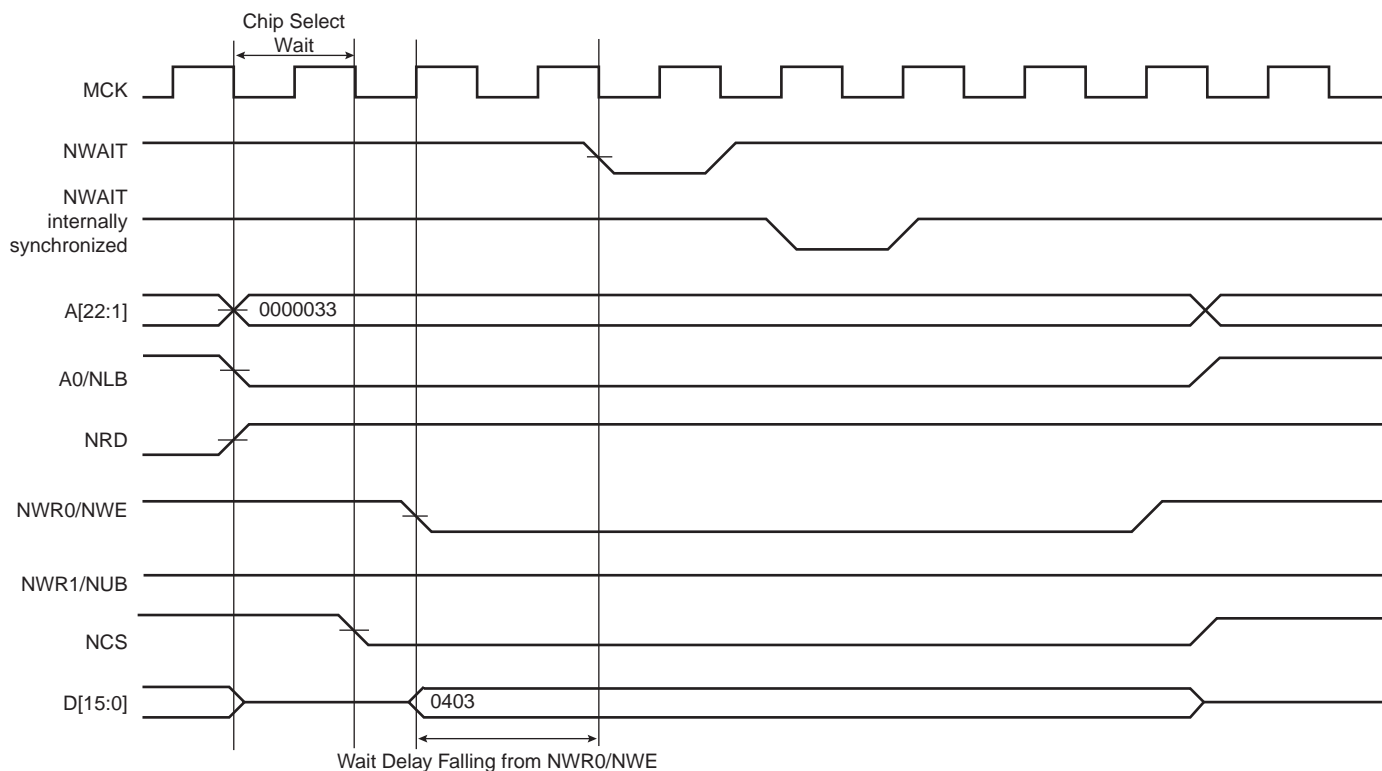 Chip Select
Wait
MCK
NWAIT
NWAIT
internally
synchronized
A[22:1]
0000033
A0/NLB
NRD
NWR0/NWE
NWR1/NUB
NCS
D[15:0]
0403
Wait Delay Falling from NWR0/NWE